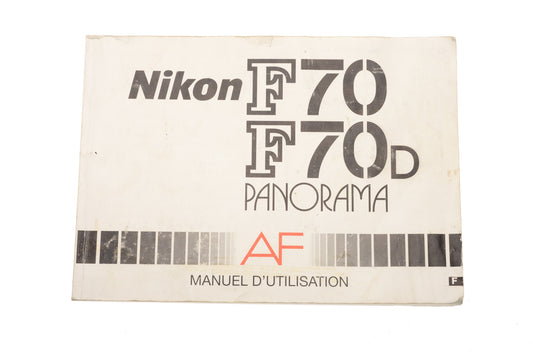 Nikon F70
F70D
PANORAMA
AF
MANUEL D'UTILISATION
F